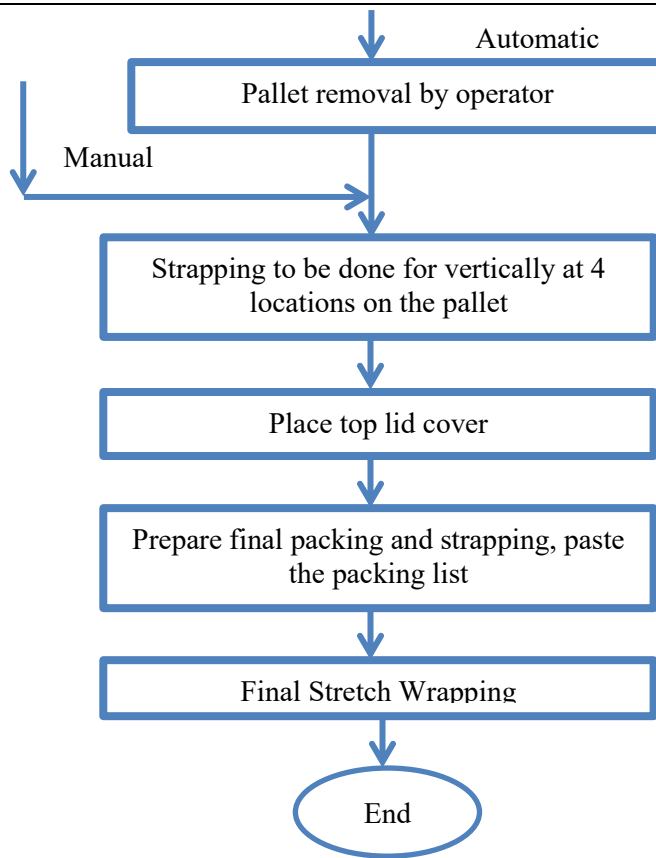 Automatic
Pallet removal by operator
Manual
Strapping to be done for vertically at 4
locations on the pallet
Place top lid cover
Prepare final packing and strapping, paste
the packing list
Final Stretch Wrapping
End